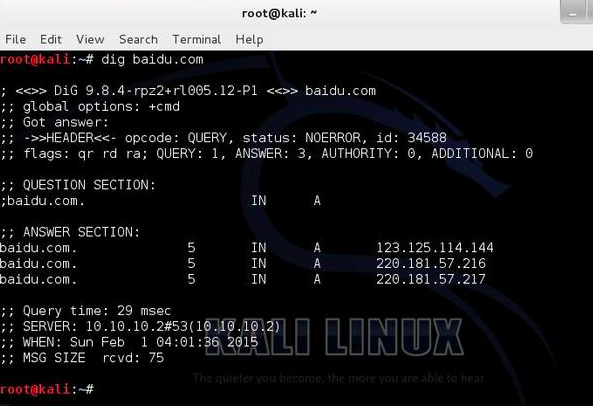 root@kali: ~
File Edit View Search Terminal Help
root@kali:~# dig baidu.com
; <<>> DiG 9.8.4-rpz2+rl005.12-P1 <<>> baidu.com
;; global options: +cmd
;; Got answer:
;; ->>HEADER<<- opcode: QUERY, status: NOERROR, id: 34588
;; flags: qr rd ra; QUERY: 1, ANSWER: 3, AUTHORITY: 0, ADDITIONAL: 0
;; QUESTION SECTION:
;baidu.com. IN A
;; ANSWER SECTION:
baidu.com. 5 IN A 123.125.114.144
baidu.com. 5 IN A 220.181.57.216
baidu.com. 5 IN A 220.181.57.217
;; Query time: 29 msec
;; SERVER: 10.10.10.2#53(10.10.10.2)
;; WHEN: Sun Feb 1 04:01:36 2015
;; MSG SIZE rcvd: 75
KALI LINUX
The quieter you become, the more you are able to hear
root@kali:~#